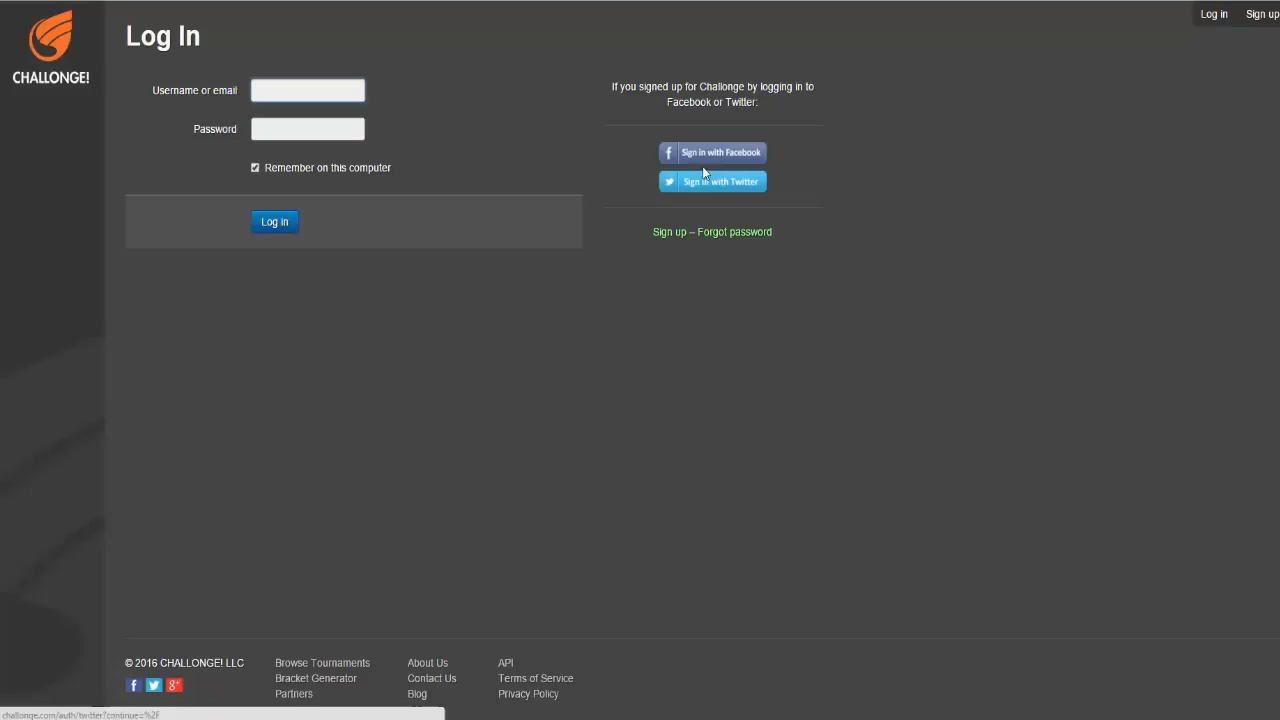 CHALLONGE!
Log in
Sign up
Log In
Username or email
Password
Remember on this computer
Log in
If you signed up for Challonge by logging in to
Facebook or Twitter:
Sign in with Facebook
Sign in with Twitter
Sign up – Forgot password
© 2016 CHALLONGE! LLC
Browse Tournaments
Bracket Generator
Partners
About Us
Contact Us
Blog
API
Terms of Service
Privacy Policy
challonge.com/auth/twitter?continue=%2F